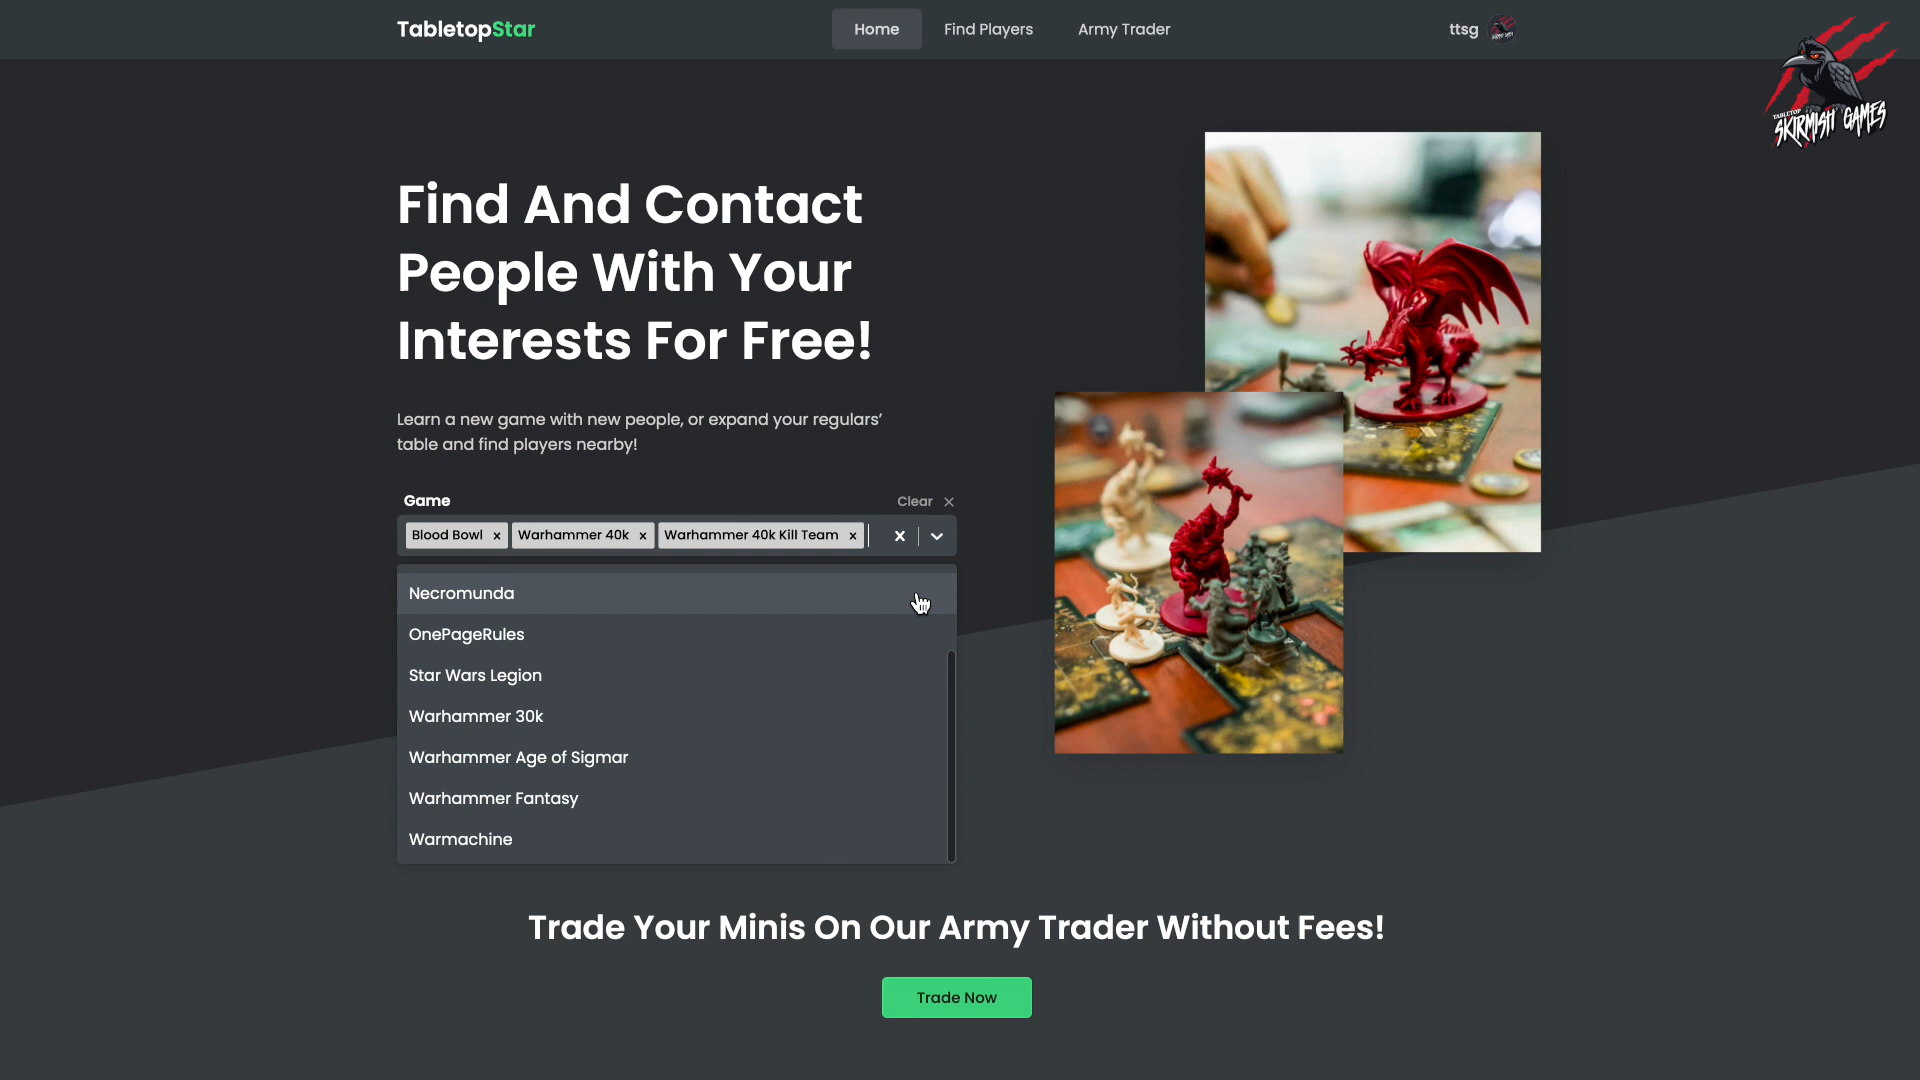 TabletopStar
Home
Find Players
Army Trader
ttsg
TABLETOP
SKIRMISH GAMES
Find And Contact
People With Your
Interests For Free!
Learn a new game with new people, or expand your regulars’
table and find players nearby!
Game
Clear
Blood Bowl
Warhammer 40k
Warhammer 40k Kill Team
Necromunda
OnePageRules
Star Wars Legion
Warhammer 30k
Warhammer Age of Sigmar
Warhammer Fantasy
Warmachine
Trade Your Minis On Our Army Trader Without Fees!
Trade Now